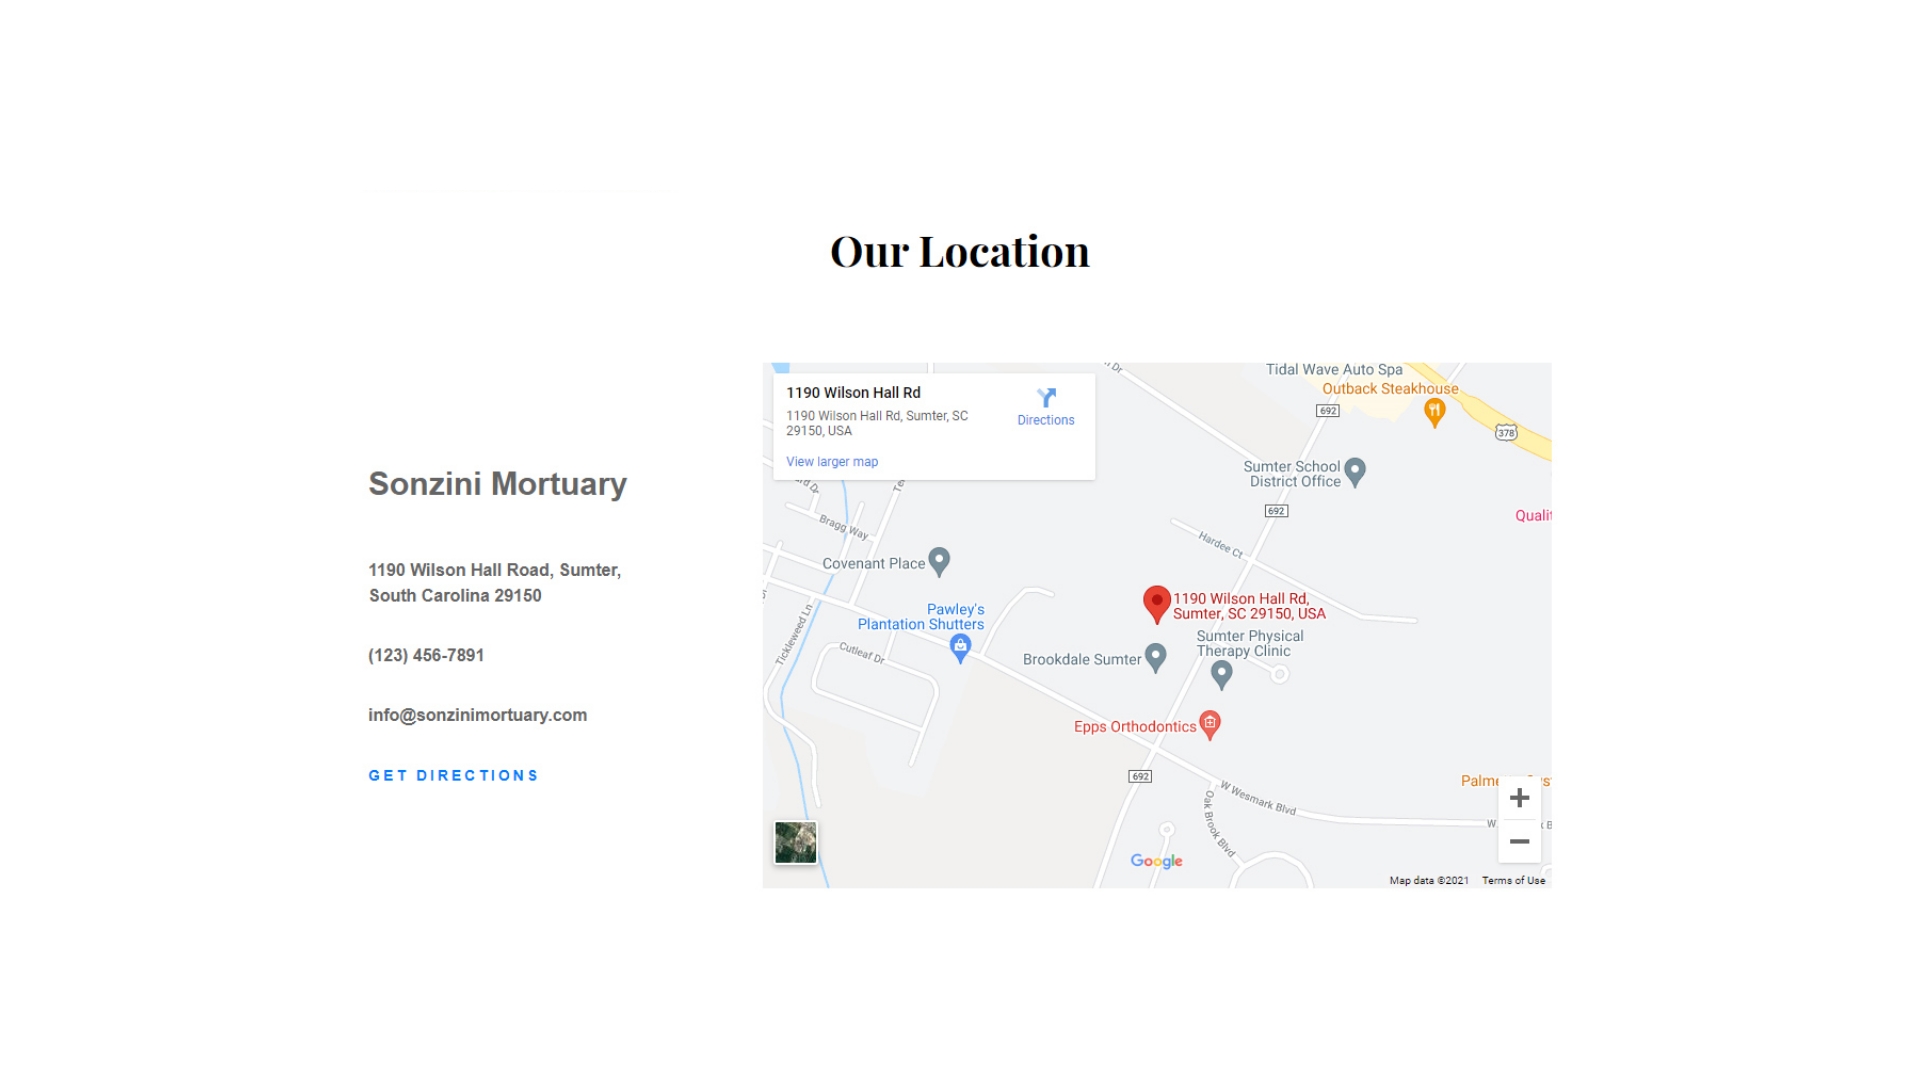 Our Location
Sonzini Mortuary
1190 Wilson Hall Road, Sumter,
South Carolina 29150
(123) 456-7891
info@sonzinimortuary.com
GET DIRECTIONS
1190 Wilson Hall Rd
1190 Wilson Hall Rd, Sumter, SC
29150, USA
Directions
View larger map
Tidal Wave Auto Spa
Outback Steakhouse
692
378
Sumter School
District Office
692
Bragg Way
Hardee Ct
Covenant Place
1190 Wilson Hall Rd,
Sumter, SC 29150, USA
Pawley's
Plantation Shutters
Tickleweed Ln
Cutleaf Dr
Sumter Physical
Therapy Clinic
Brookdale Sumter
Epps Orthodontics
692
W Wesmark Blvd
Oak Brook Blvd
Google
Map data ©2021 Terms of Use